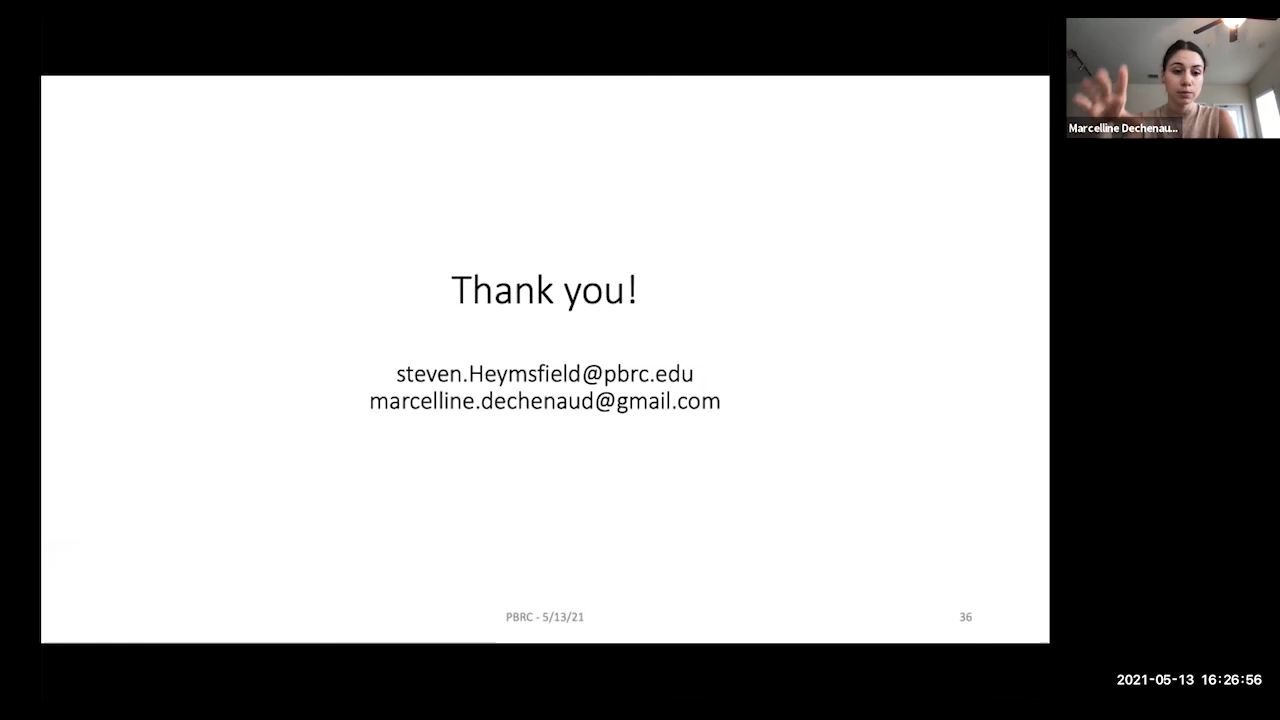 Marcelline Dechenau...
Thank you!
steven.Heymsfield@pbrc.edu
marcelline.dechenaud@gmail.com
PBRC - 5/13/21
36
2021-05-13 16:26:56